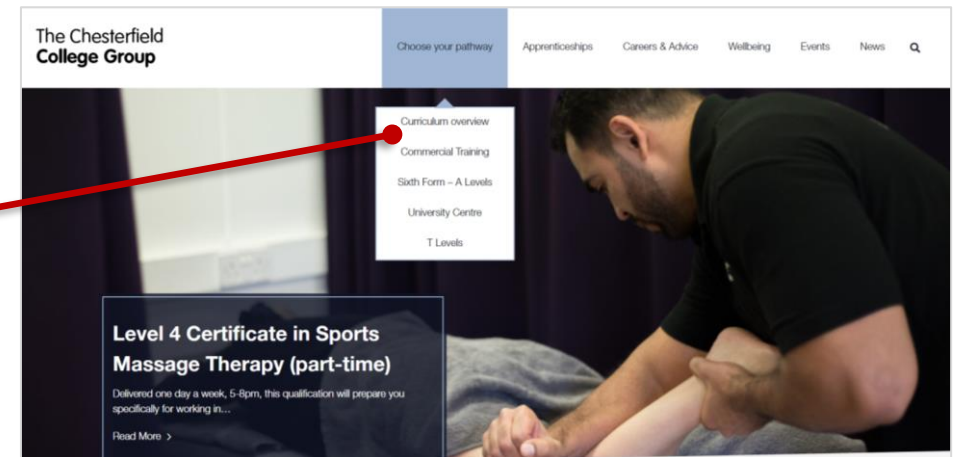 The Chesterfield
College Group
Choose your pathway
Apprenticeships
Careers & Advice
Wellbeing
Events
News
Curriculum overview
Commercial Training
Sixth Form – A Levels
University Centre
T Levels
Level 4 Certificate in Sports
Massage Therapy (part-time)
Delivered one day a week, 5-8pm, this qualification will prepare you
specifically for working in...
Read More >